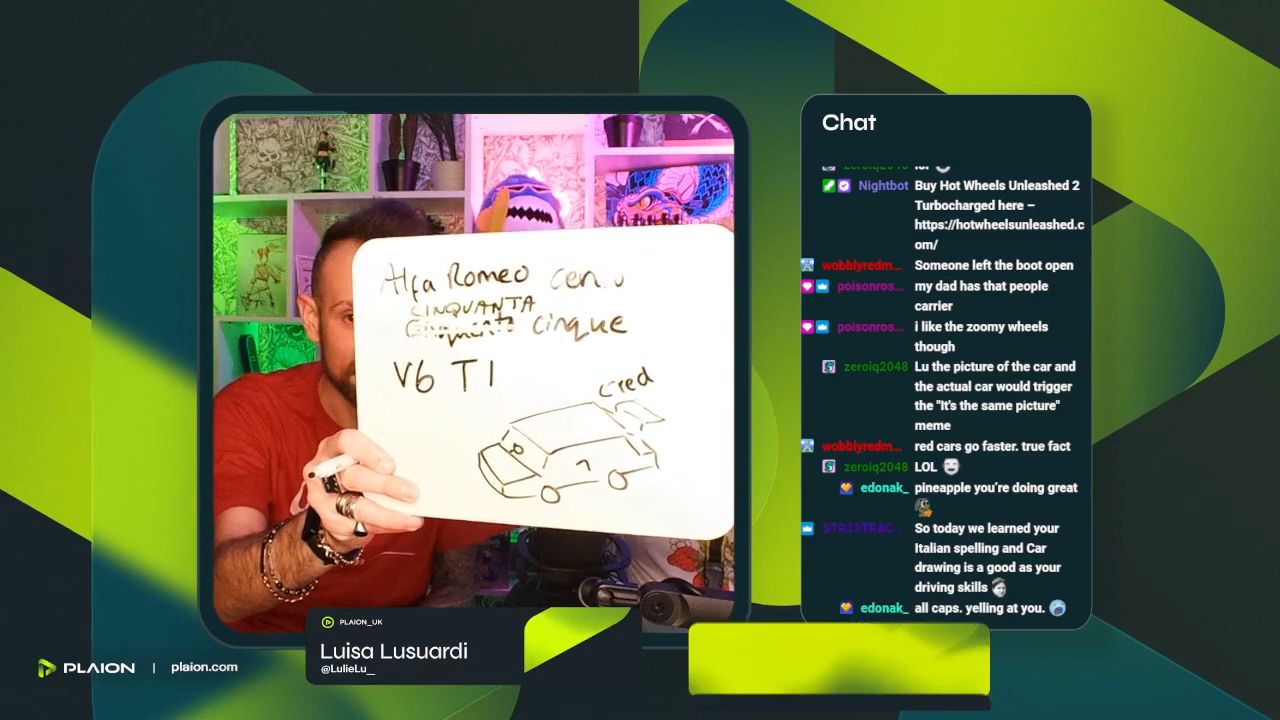 Alfa Romeo cento
CINQUANTA
cinque
V6 TI
(red
PLAION
|
plaion.com
PLAION_UK
Luisa Lusuardi
@LulieLu__
Chat
zeroiq2048 lol
Nightbot Buy Hot Wheels Unleashed 2
Turbocharged here –
https://hotwheelsunleashed.c
om/
wobblyredm... Someone left the boot open
poisonros... my dad has that people
carrier
poisonros... i like the zoomy wheels
though
zeroiq2048 Lu the picture of the car and
the actual car would trigger
the "It's the same picture"
meme
wobblyredm... red cars go faster. true fact
zeroiq2048 LOL
edonak_ pineapple you're doing great
STR33TRAC... So today we learned your
Italian spelling and Car
drawing is a good as your
driving skills
edonak_ all caps. yelling at you.